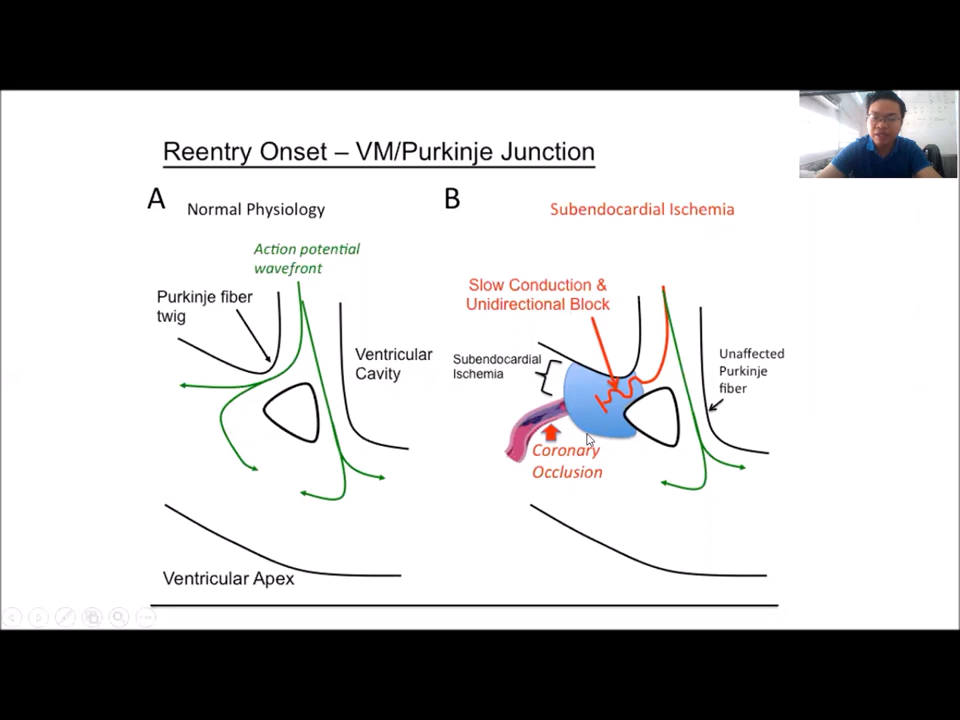 Reentry Onset – VM/Purkinje Junction
A
Normal Physiology
Action potential
wavefront
Purkinje fiber
twig
Ventricular
Cavity
Ventricular Apex
B
Subendocardial Ischemia
Slow Conduction &
Unidirectional Block
Subendocardial
Ischemia
Unaffected
Purkinje
fiber
Coronary
Occlusion